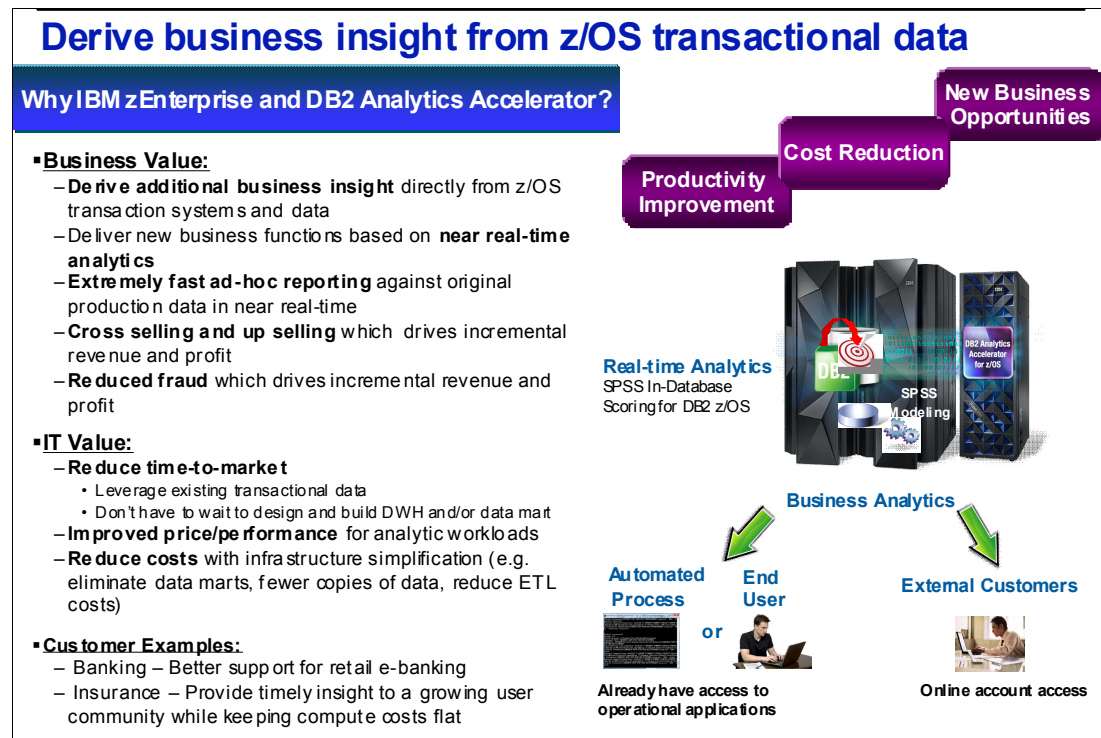 Derive business insight from z/OS transactional data
Why IBM zEnterprise and DB2 Analytics Accelerator?
▪Business Value:
–Derive additional business insight directly from z/OS
transaction systems and data
–Deliver new business functions based on near real-time
analytics
–Extremely fast ad-hoc reporting against original
production data in near real-time
–Cross selling and up selling which drives incremental
revenue and profit
–Reduced fraud which drives incremental revenue and
profit
▪IT Value:
–Reduce time-to-market
• Leverage existing transactional data
• Don't have to wait to design and build DWH and/or data mart
–Improved price/performance for analytic workloads
–Reduce costs with infrastructure simplification (e.g.
eliminate data marts, fewer copies of data, reduce ETL
costs)
▪Customer Examples:
– Banking – Better support for retail e-banking
– Insurance – Provide timely insight to a growing user
community while keeping compute costs flat
New Business
Opportunities
Cost Reduction
Productivity
Improvement
IBM
IBM
DB2 Analytics
Accelerator
for z/OS
DB2
SPSS
Modeling
Real-time Analytics
SPSS In-Database
Scoring for DB2 z/OS
Business Analytics
Automated
Process
or
End
User
External Customers
Already have access to
operational applications
Online account access